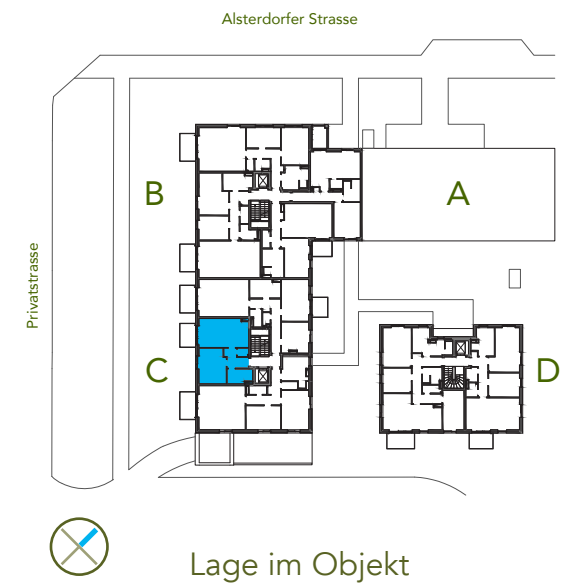 Alsterdorfer Strasse
B
A
Privatstrasse
C
D
Lage im Objekt